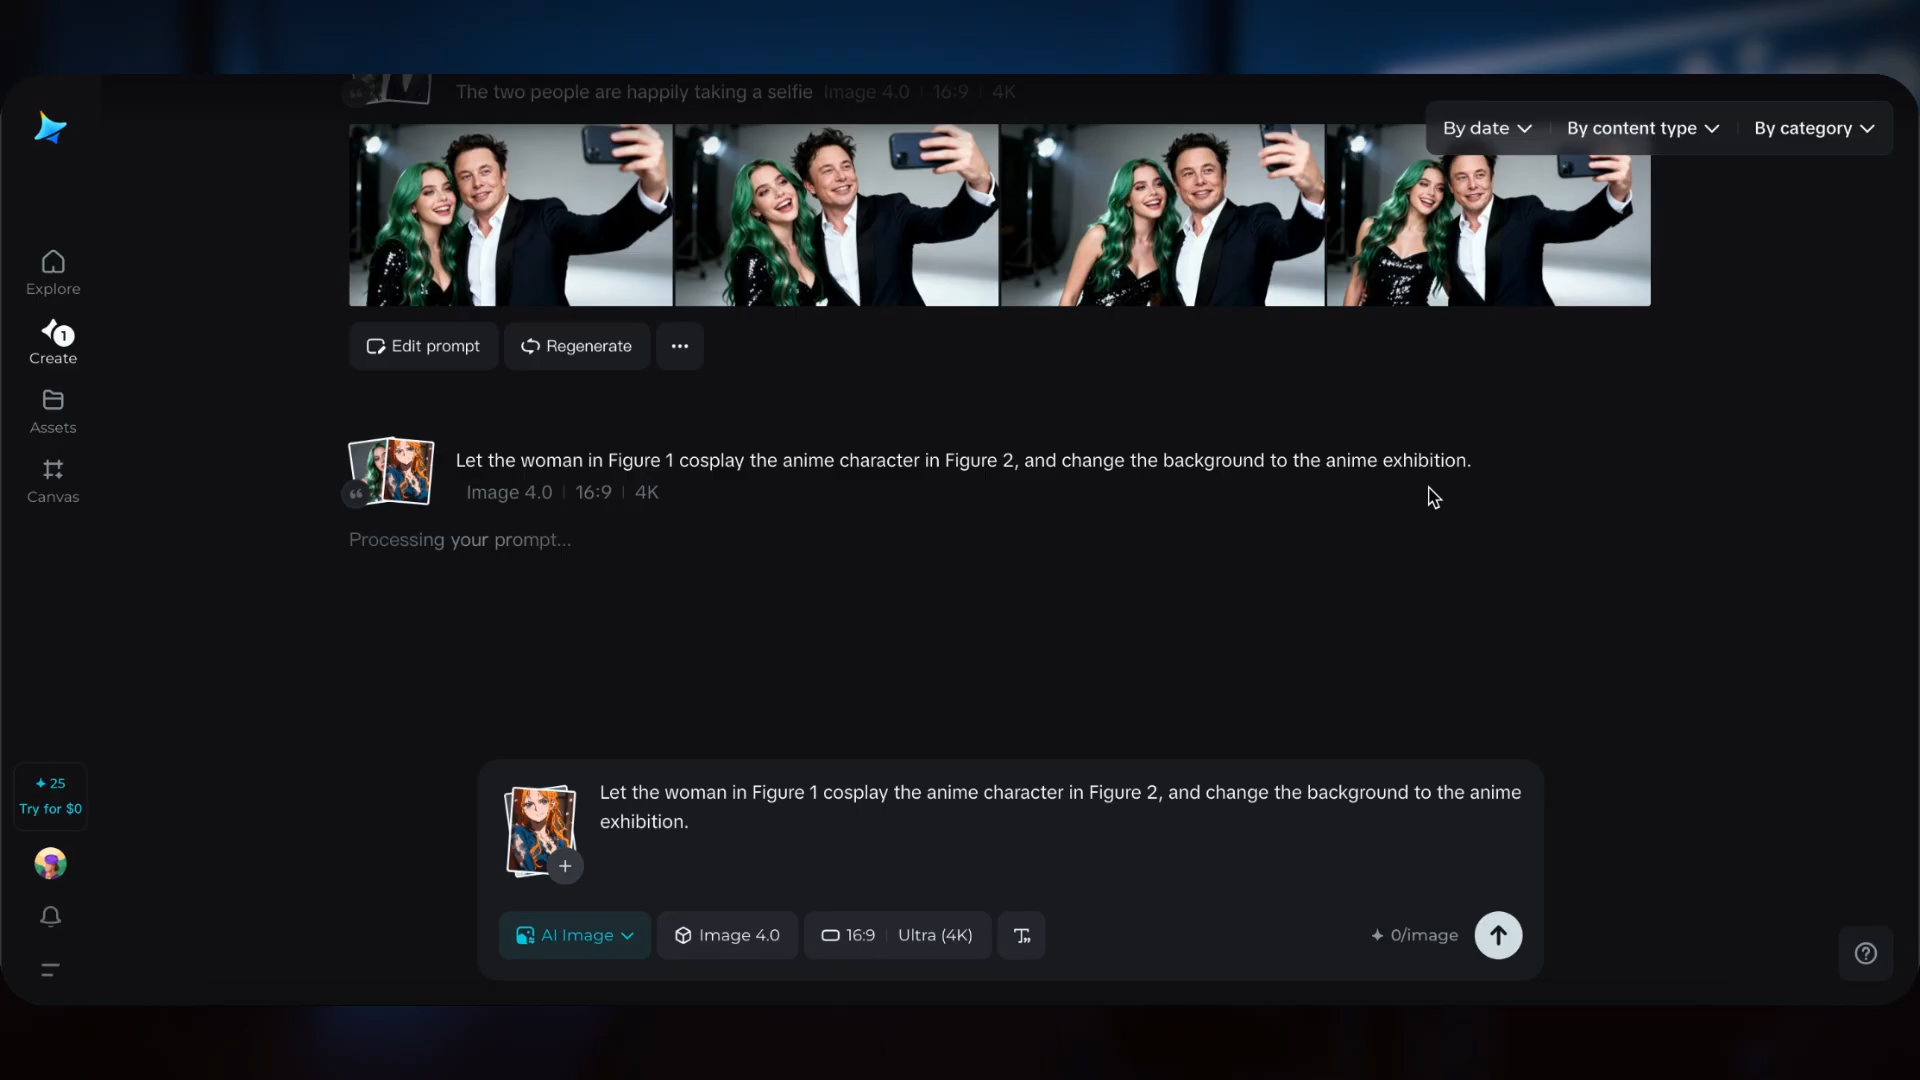 The two people are happily taking a selfie Image 4.0 16:9 4K
By date By content type By category
Explore
1
Create
Assets
Canvas
Edit prompt Regenerate
Let the woman in Figure 1 cosplay the anime character in Figure 2, and change the background to the anime exhibition.
Image 4.0 16:9 4K
Processing your prompt...
25
Try for $0
Let the woman in Figure 1 cosplay the anime character in Figure 2, and change the background to the anime
exhibition.
AI Image Image 4.0 16:9 Ultra (4K) 0/image